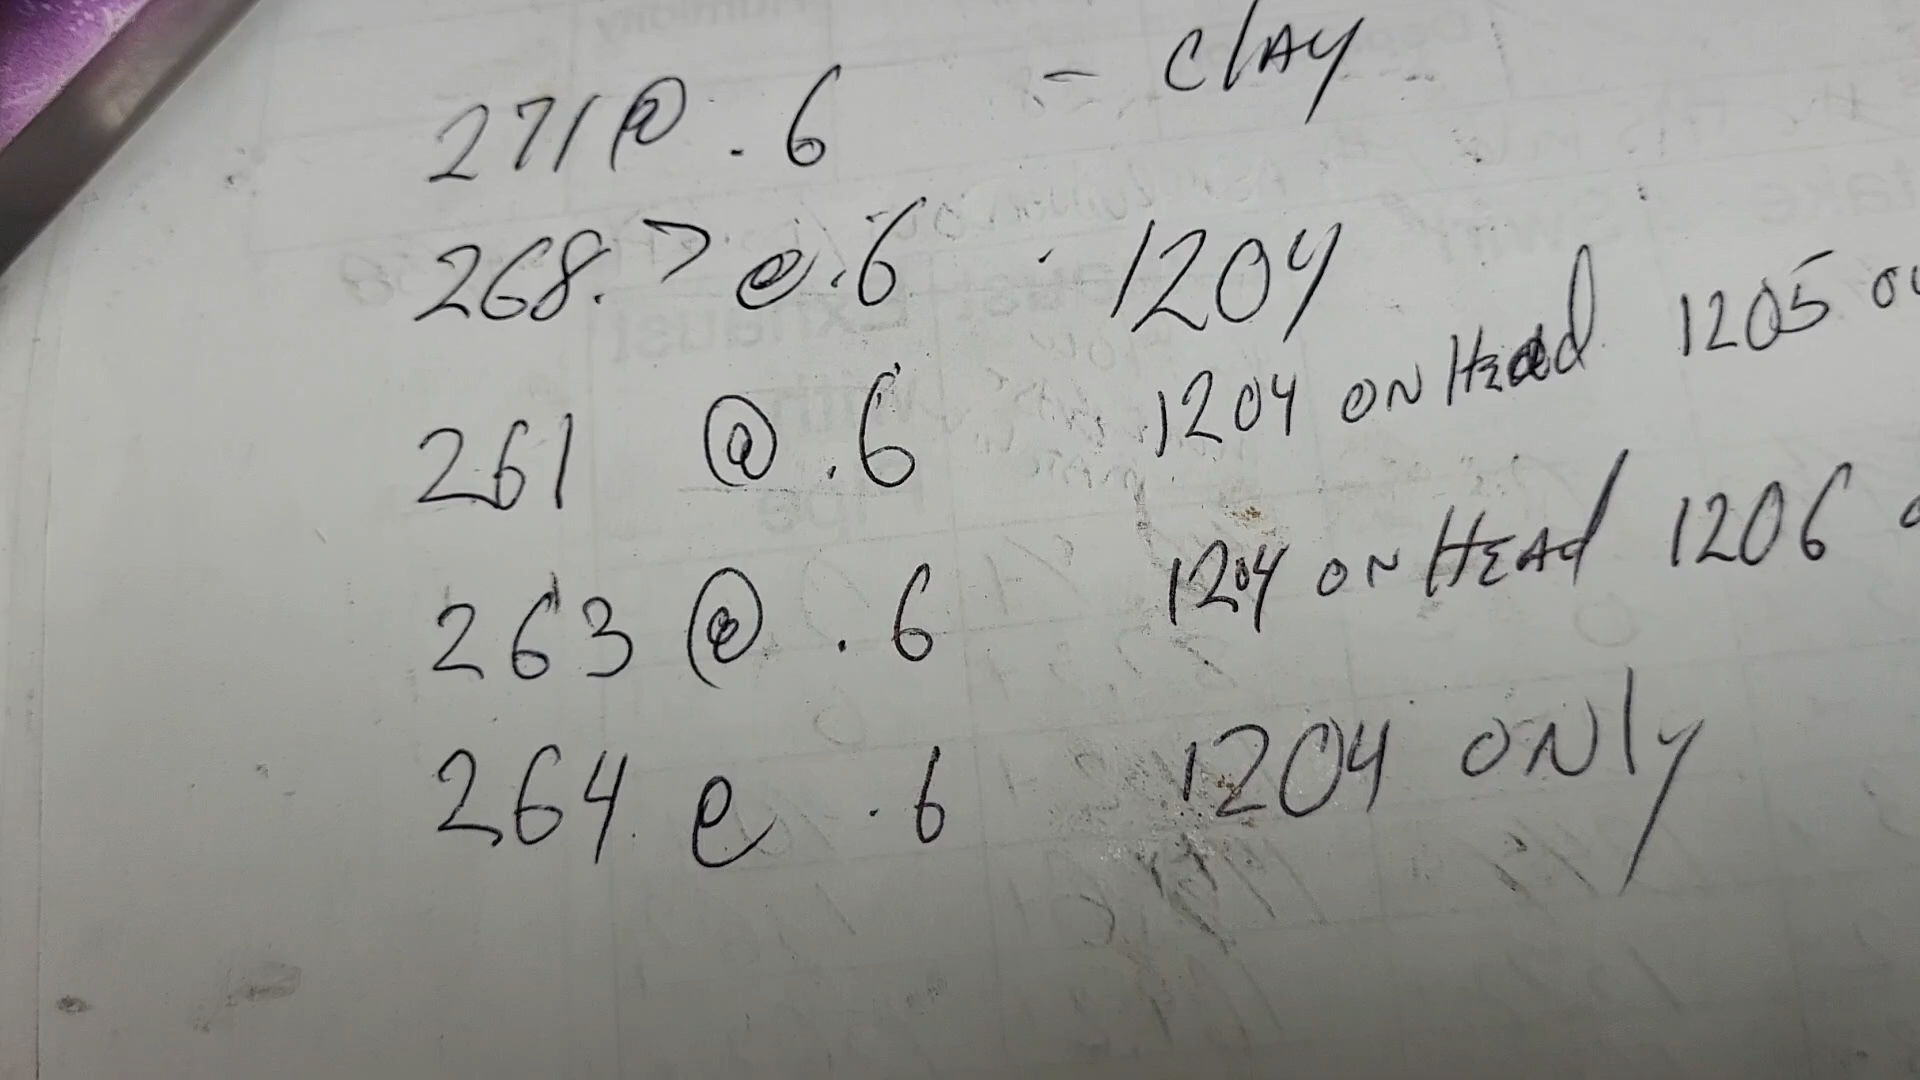 271 @ .6 - CLAY
268.7 @ .6 1204
261 @ .6 1204 ON HEAD 1205
263 @ .6 1204 ON HEAD 1206
264 @ .6 1204 ONLY